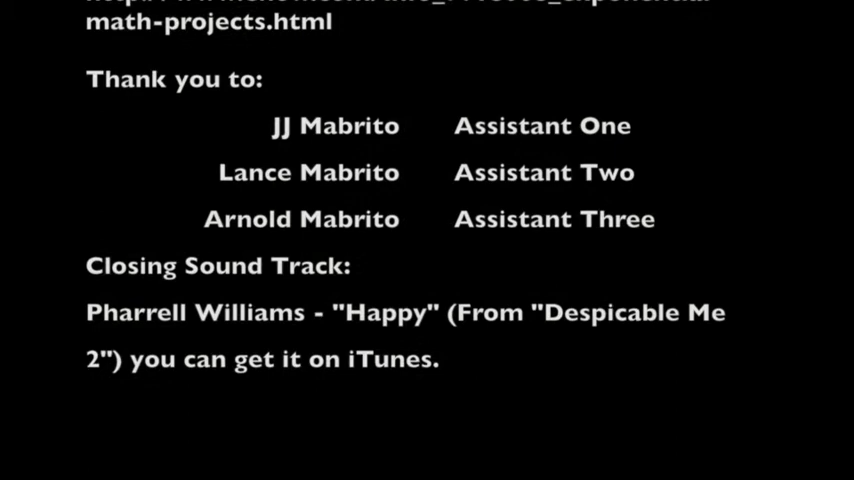 math-projects.html
Thank you to:
JJ Mabrito Assistant One
Lance Mabrito Assistant Two
Arnold Mabrito Assistant Three
Closing Sound Track:
Pharrell Williams - "Happy" (From "Despicable Me
2") you can get it on iTunes.